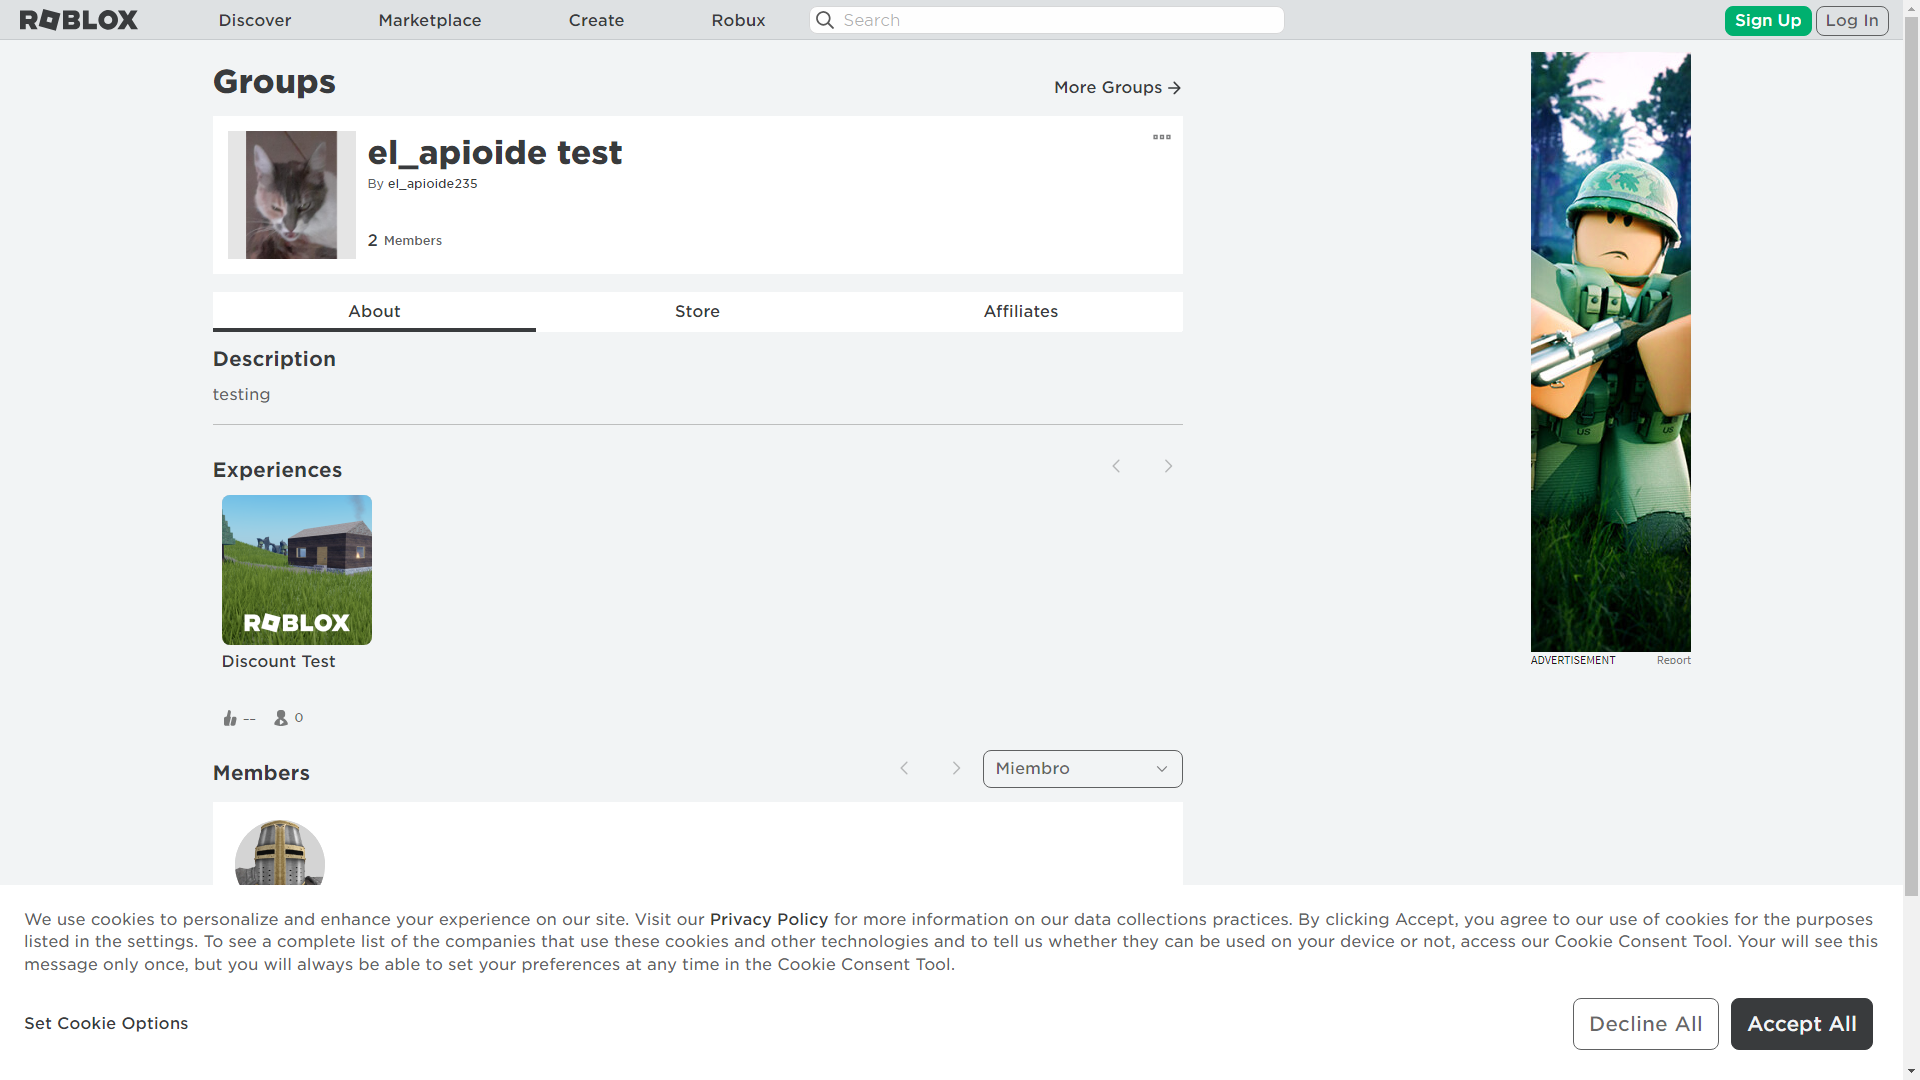 ROBLOX
Discover
Marketplace
Create
Robux
Search
Sign Up
Log In
Groups
More Groups
el_apioide test
By el_apioide235
2 Members
About
Store
Affiliates
Description
testing
Experiences
ROBLOX
Discount Test
--
0
Members
Miembro
US
US
ADVERTISEMENT
Report
We use cookies to personalize and enhance your experience on our site. Visit our Privacy Policy for more information on our data collections practices. By clicking Accept, you agree to our use of cookies for the purposes
listed in the settings. To see a complete list of the companies that use these cookies and other technologies and to tell us whether they can be used on your device or not, access our Cookie Consent Tool. Your will see this
message only once, but you will always be able to set your preferences at any time in the Cookie Consent Tool.
Set Cookie Options
Decline All
Accept All